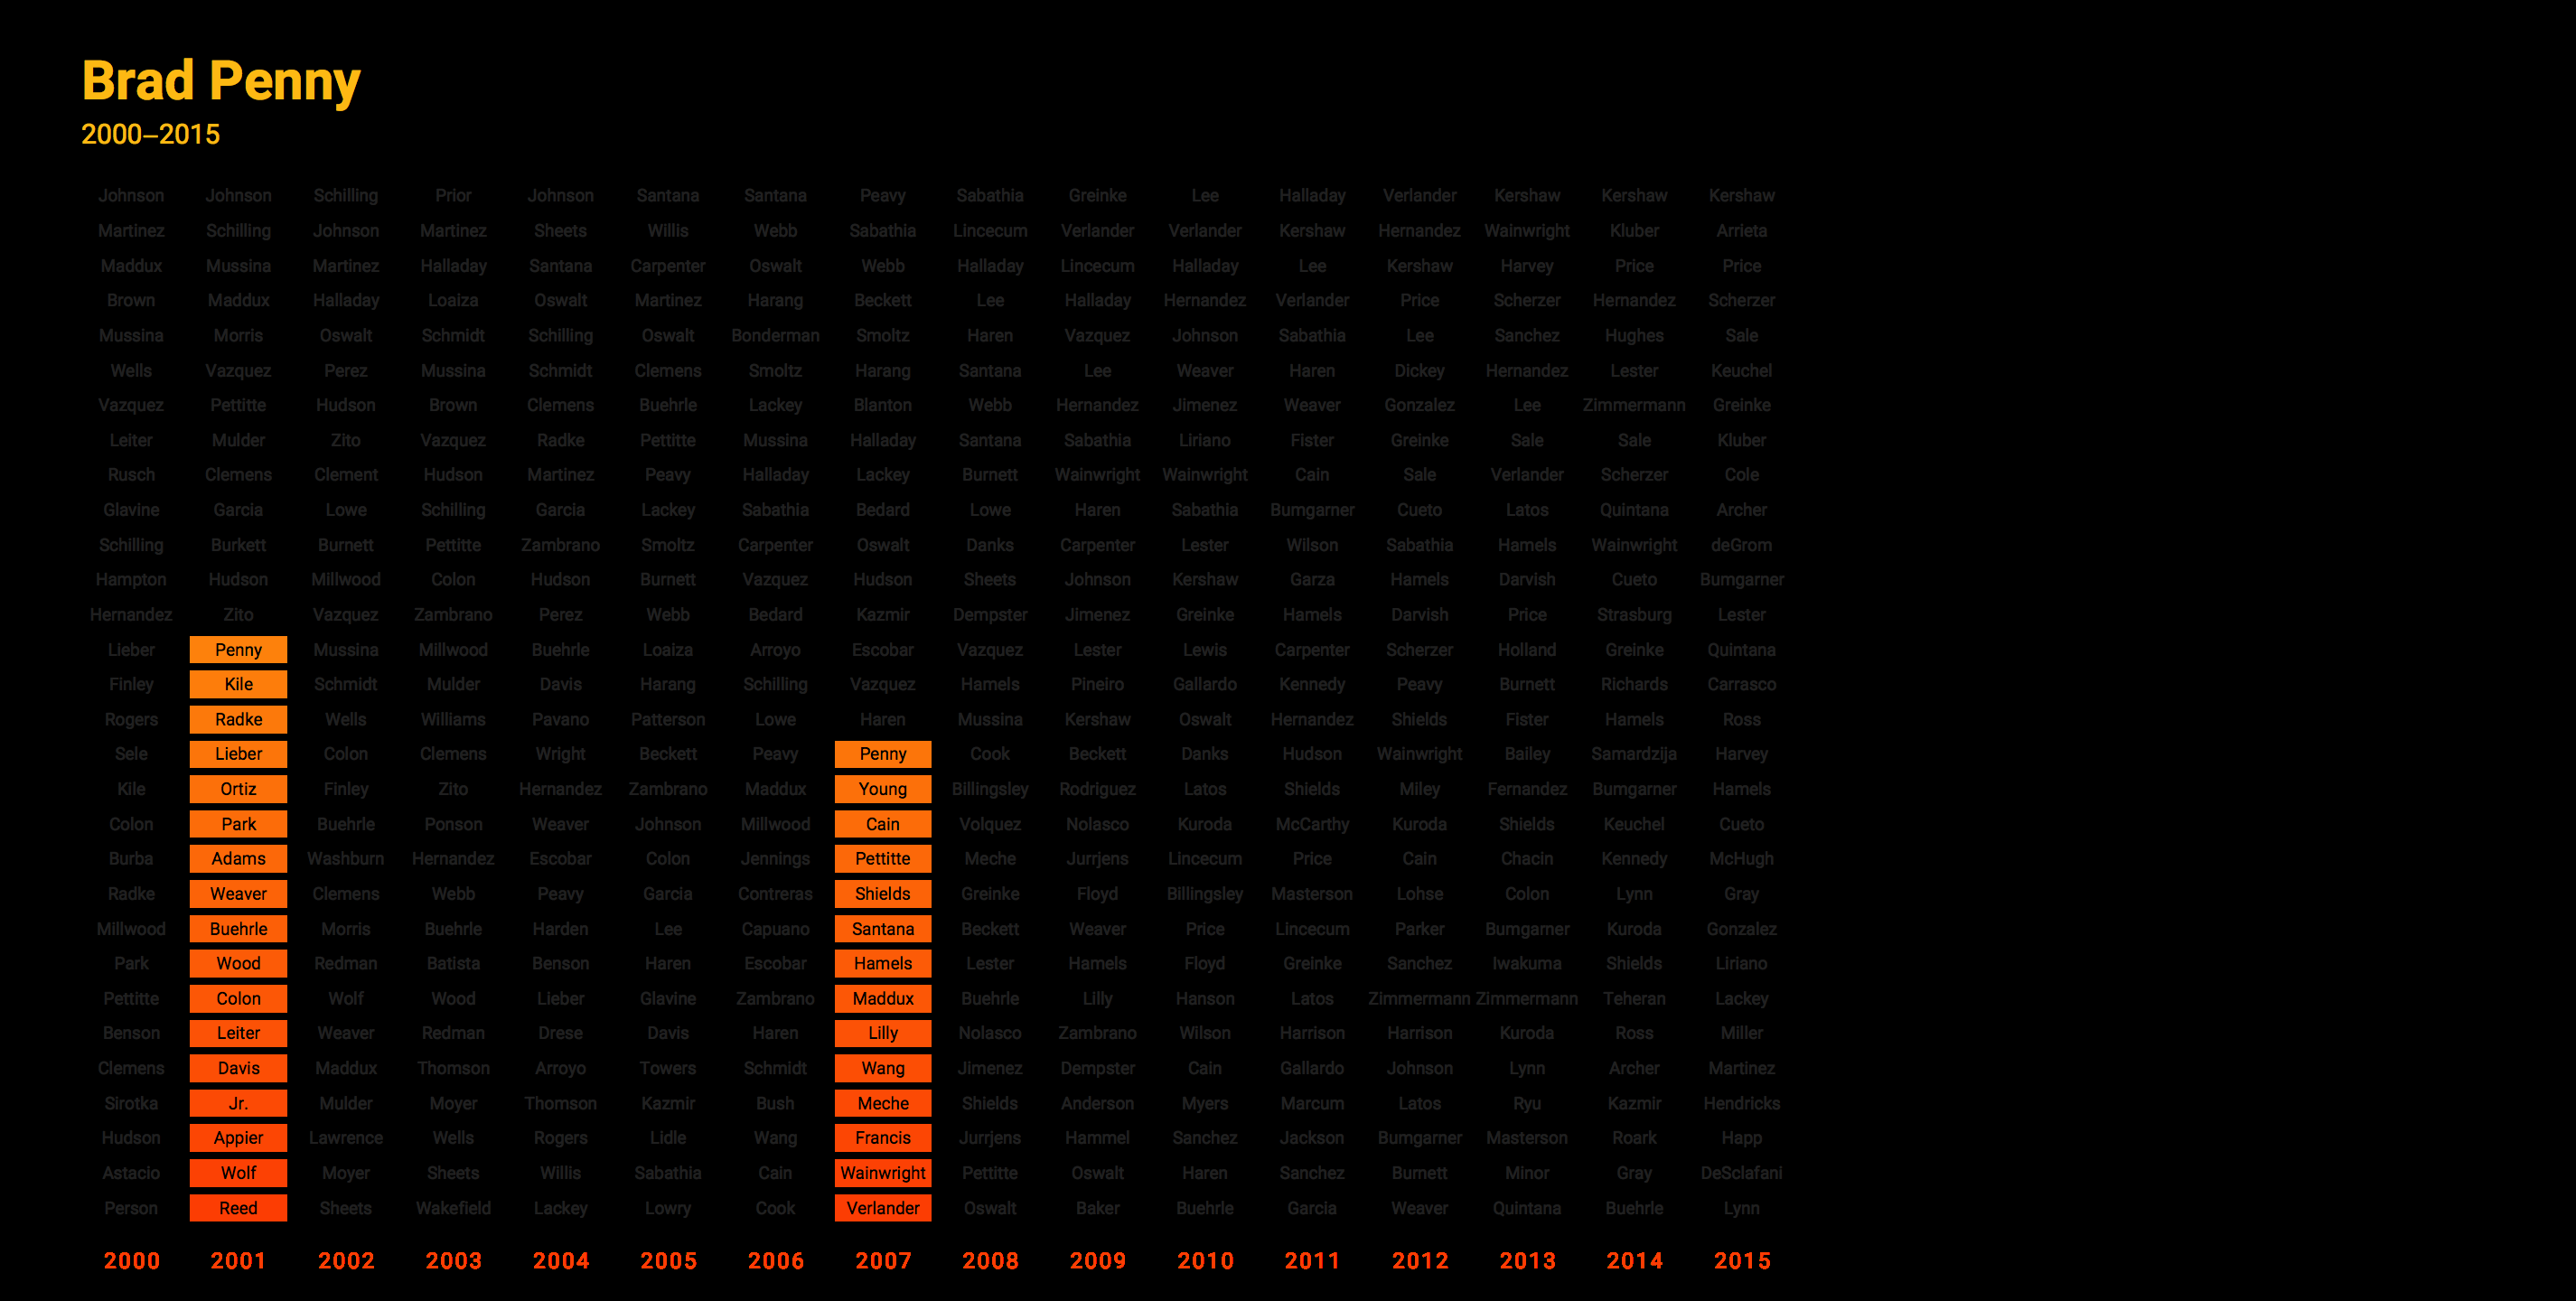 Brad Penny
2000–2015
Johnson Johnson Schilling Prior Johnson Santana Santana Peavy Sabathia Greinke Lee Halladay Verlander Kershaw Kershaw Kershaw
Martinez Schilling Johnson Martinez Sheets Willis Webb Sabathia Lincecum Verlander Verlander Kershaw Hernandez Wainwright Kluber Arrieta
Maddux Mussina Martinez Halladay Santana Carpenter Oswalt Webb Halladay Lincecum Halladay Lee Kershaw Harvey Price Price
Brown Maddux Halladay Loaiza Oswalt Martinez Harang Beckett Lee Halladay Hernandez Verlander Price Scherzer Hernandez Scherzer
Mussina Morris Oswalt Schmidt Schilling Oswalt Bonderman Smoltz Haren Vazquez Johnson Sabathia Lee Sanchez Hughes Sale
Wells Vazquez Perez Mussina Schmidt Clemens Smoltz Harang Santana Lee Weaver Haren Dickey Hernandez Lester Keuchel
Vazquez Pettitte Hudson Brown Clemens Buehrle Lackey Blanton Webb Hernandez Jimenez Weaver Gonzalez Lee Zimmermann Greinke
Leiter Mulder Zito Vazquez Radke Pettitte Mussina Halladay Santana Sabathia Liriano Fister Greinke Sale Sale Kluber
Rusch Clemens Clement Hudson Martinez Peavy Halladay Lackey Burnett Wainwright Wainwright Cain Sale Verlander Scherzer Cole
Glavine Garcia Lowe Schilling Garcia Lackey Sabathia Bedard Lowe Haren Sabathia Bumgarner Cueto Latos Quintana Archer
Schilling Burkett Burnett Pettitte Zambrano Smoltz Carpenter Oswalt Danks Carpenter Lester Wilson Sabathia Hamels Wainwright deGrom
Hampton Hudson Millwood Colon Hudson Burnett Vazquez Hudson Sheets Johnson Kershaw Garza Hamels Darvish Cueto Bumgarner
Hernandez Zito Vazquez Zambrano Perez Webb Bedard Kazmir Dempster Jimenez Greinke Hamels Darvish Price Strasburg Lester
Lieber Penny Mussina Millwood Buehrle Loaiza Arroyo Escobar Vazquez Lester Lewis Carpenter Scherzer Holland Greinke Quintana
Finley Kile Schmidt Mulder Davis Harang Schilling Vazquez Hamels Pineiro Gallardo Kennedy Peavy Burnett Richards Carrasco
Rogers Radke Wells Williams Pavano Patterson Lowe Haren Mussina Kershaw Oswalt Hernandez Shields Fister Hamels Ross
Sele Lieber Colon Clemens Wright Beckett Peavy Penny Cook Beckett Danks Hudson Wainwright Bailey Samardzija Harvey
Kile Ortiz Finley Zito Hernandez Zambrano Maddux Young Billingsley Rodriguez Latos Shields Miley Fernandez Bumgarner Hamels
Colon Park Buehrle Ponson Weaver Johnson Millwood Cain Volquez Nolasco Kuroda McCarthy Kuroda Shields Keuchel Cueto
Burba Adams Washburn Hernandez Escobar Colon Jennings Pettitte Meche Jurrjens Lincecum Price Cain Chacin Kennedy McHugh
Radke Weaver Clemens Webb Peavy Garcia Contreras Shields Greinke Floyd Billingsley Masterson Lohse Colon Lynn Gray
Millwood Buehrle Morris Buehrle Harden Lee Capuano Santana Beckett Weaver Price Lincecum Parker Bumgarner Kuroda Gonzalez
Park Wood Redman Batista Benson Haren Escobar Hamels Lester Hamels Floyd Greinke Sanchez Iwakuma Shields Liriano
Pettitte Colon Wolf Wood Lieber Glavine Zambrano Maddux Buehrle Lilly Hanson Latos Zimmermann Zimmermann Teheran Lackey
Benson Leiter Weaver Redman Drese Davis Haren Lilly Nolasco Zambrano Wilson Harrison Harrison Kuroda Ross Miller
Clemens Davis Maddux Thomson Arroyo Towers Schmidt Wang Jimenez Dempster Cain Gallardo Johnson Lynn Archer Martinez
Sirotka Jr. Mulder Moyer Thomson Kazmir Bush Meche Shields Anderson Myers Marcum Latos Ryu Kazmir Hendricks
Hudson Appier Lawrence Wells Rogers Lidle Wang Francis Jurrjens Hammel Sanchez Jackson Bumgarner Masterson Roark Happ
Astacio Wolf Moyer Sheets Willis Sabathia Cain Wainwright Pettitte Oswalt Haren Sanchez Burnett Minor Gray DeSclafani
Person Reed Sheets Wakefield Lackey Lowry Cook Verlander Oswalt Baker Buehrle Garcia Weaver Quintana Buehrle Lynn
2000 2001 2002 2003 2004 2005 2006 2007 2008 2009 2010 2011 2012 2013 2014 2015